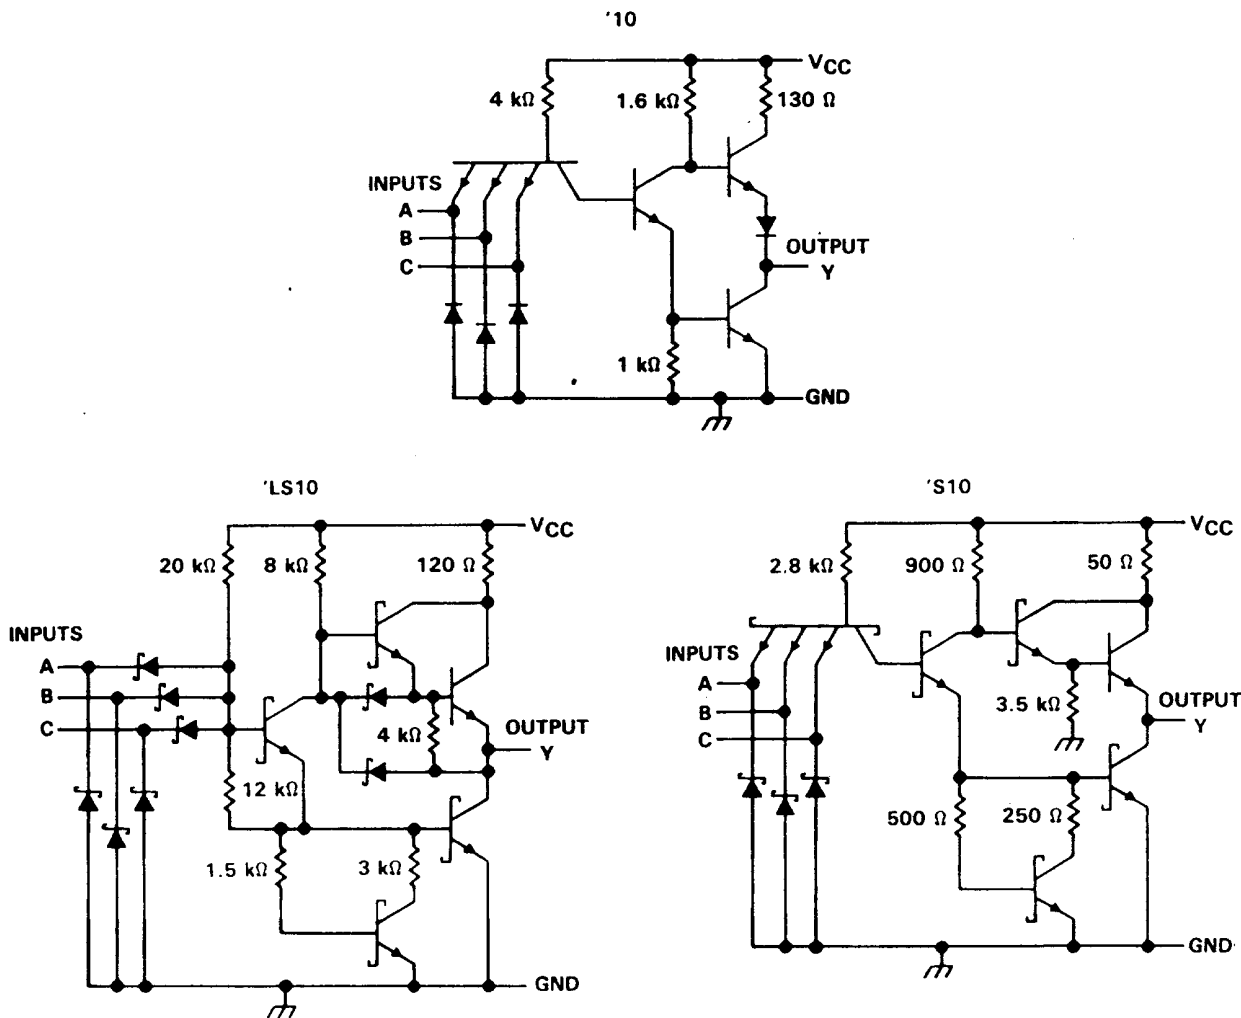 '10
VCC
4 kΩ
1.6 kΩ
130 Ω
INPUTS
A
B
C
OUTPUT
Y
1 kΩ
GND
'LS10
VCC
20 kΩ
8 kΩ
120 Ω
INPUTS
A
B
C
4 kΩ
OUTPUT
Y
12 kΩ
1.5 kΩ
3 kΩ
GND
'S10
VCC
2.8 kΩ
900 Ω
50 Ω
INPUTS
A
B
C
3.5 kΩ
OUTPUT
Y
500 Ω
250 Ω
GND